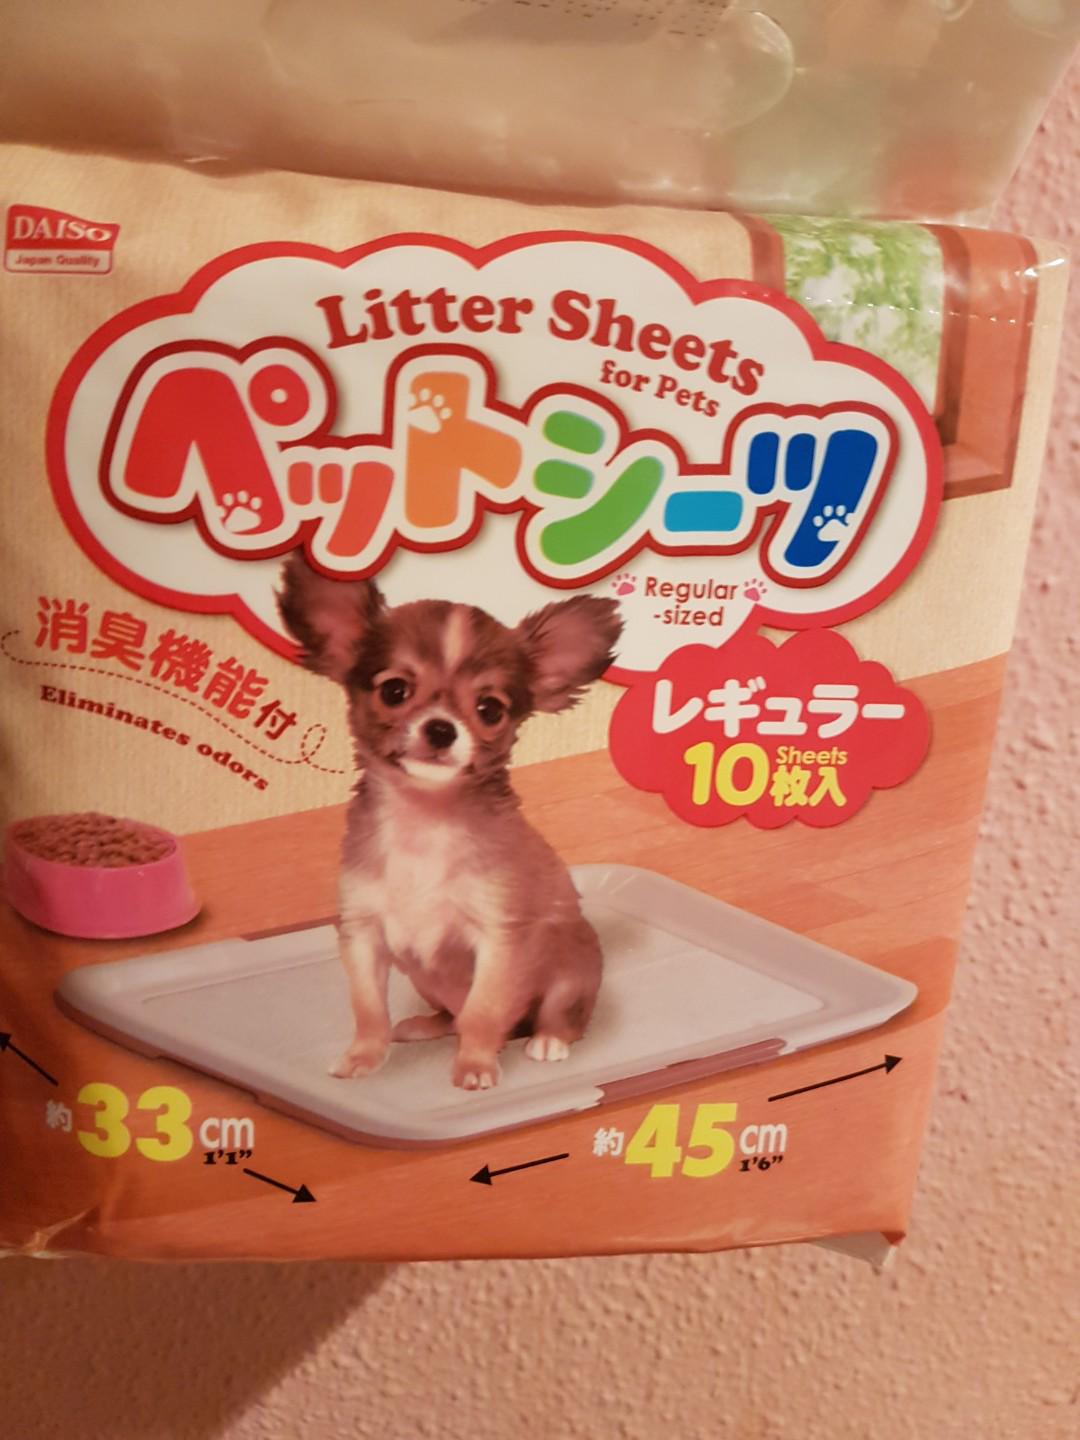 DAISO
Japan Quality
Litter Sheets
for Pets
ペットシーツ
Regular
-sized
消臭機能付
Eliminates odors
レギュラー
10枚入
Sheets
約33cm
1'1"
約45cm
1'6"